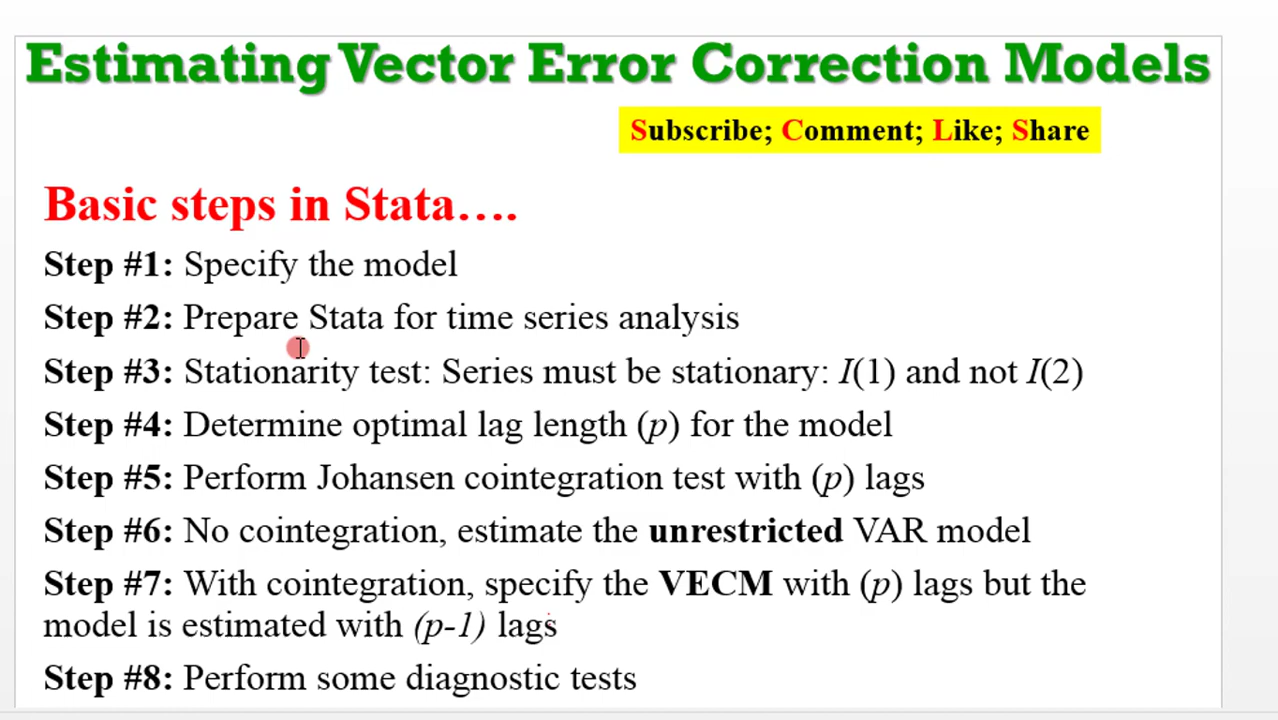 Estimating Vector Error Correction Models
Subscribe; Comment; Like; Share
Basic steps in Stata….
Step #1: Specify the model
Step #2: Prepare Stata for time series analysis
Step #3: Stationarity test: Series must be stationary: I(1) and not I(2)
Step #4: Determine optimal lag length (p) for the model
Step #5: Perform Johansen cointegration test with (p) lags
Step #6: No cointegration, estimate the unrestricted VAR model
Step #7: With cointegration, specify the VECM with (p) lags but the
model is estimated with (p-1) lags
Step #8: Perform some diagnostic tests